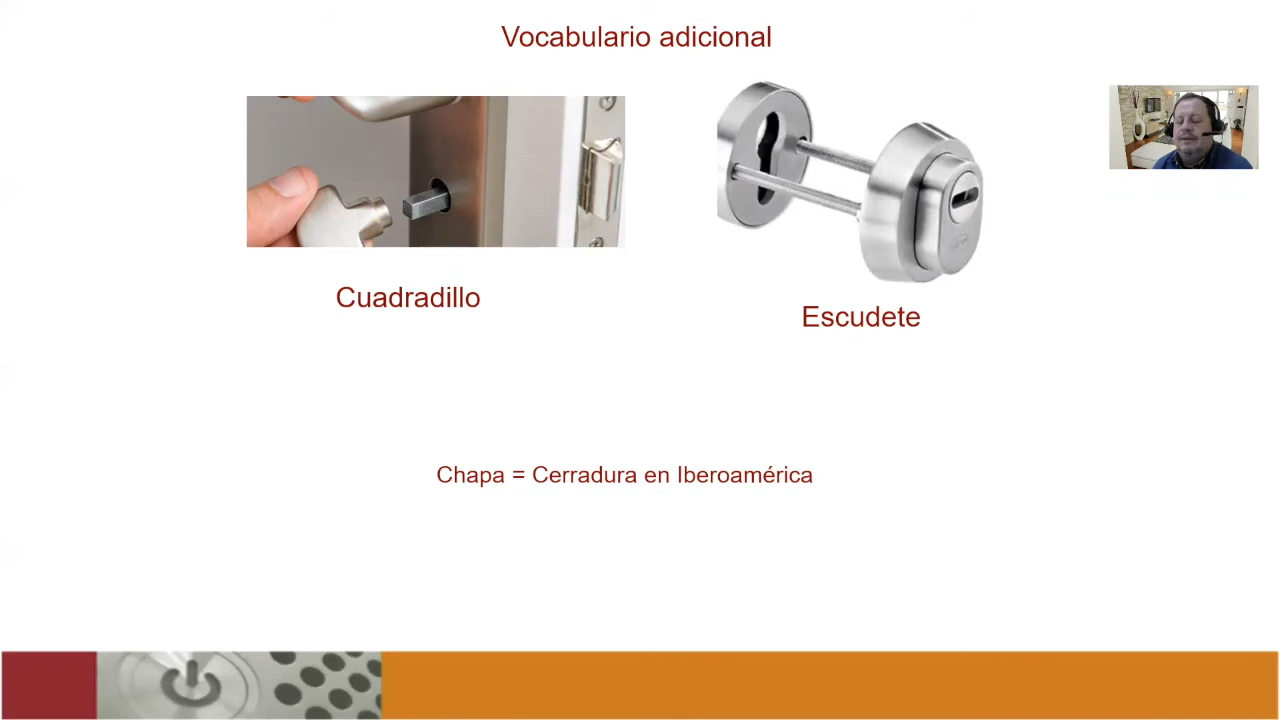 Vocabulario adicional
Cuadradillo
Escudete
Chapa = Cerradura en Iberoamérica